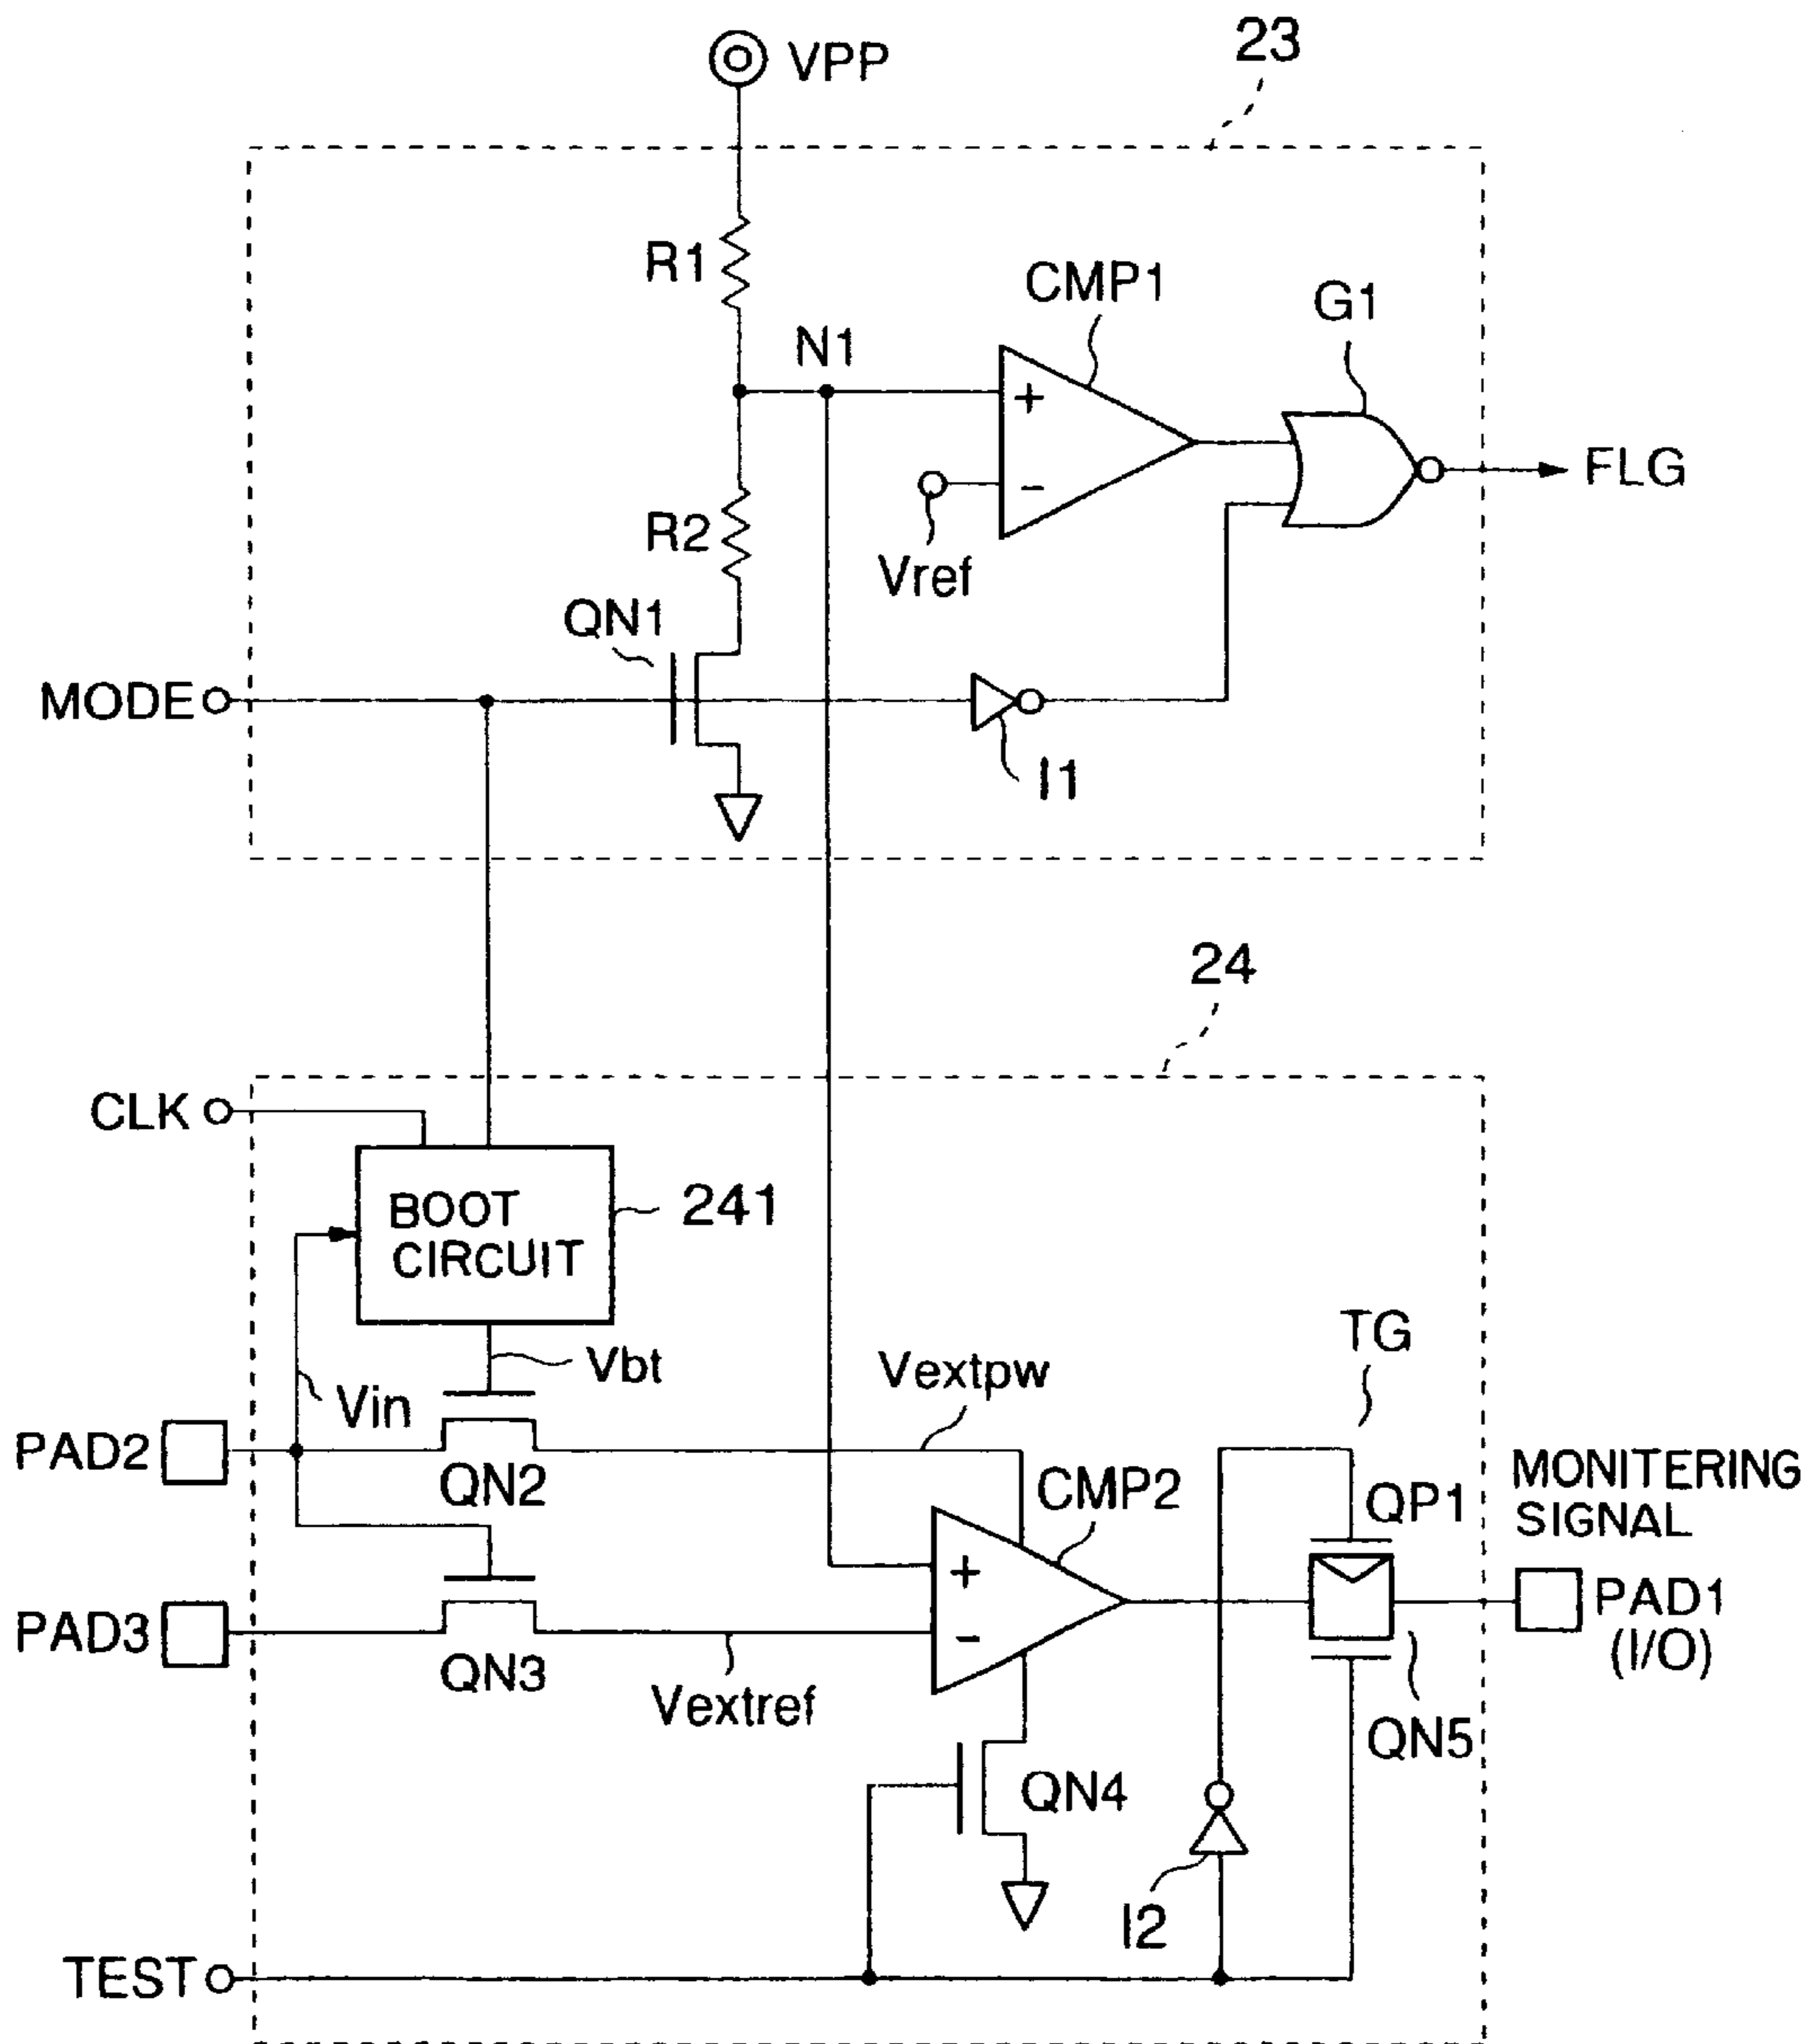 VPP
23
R1
N1
CMP1
G1
+
-
FLG
R2
Vref
QN1
MODE
I1
24
CLK
BOOT
CIRCUIT
241
Vbt
Vin
Vextpw
TG
PAD2
QN2
CMP2
QP1
MONITERING
SIGNAL
+
-
PAD1
(I/O)
PAD3
QN3
Vextref
QN5
QN4
I2
TEST